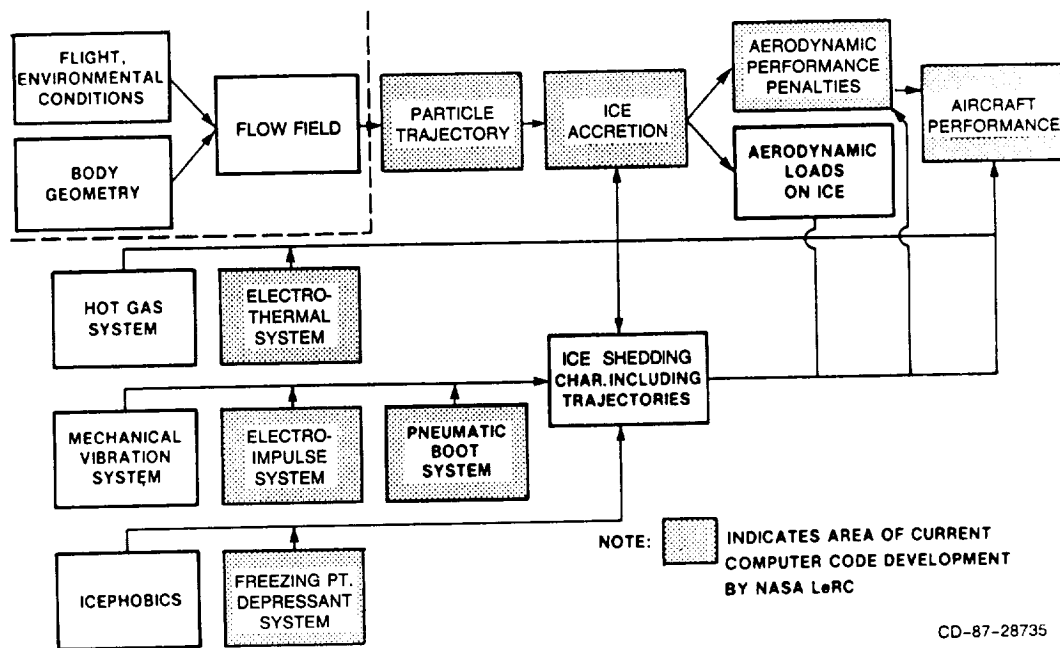 FLIGHT,
ENVIRONMENTAL
CONDITIONS
BODY
GEOMETRY
FLOW FIELD
PARTICLE
TRAJECTORY
ICE
ACCRETION
AERODYNAMIC
PERFORMANCE
PENALTIES
AERODYNAMIC
LOADS
ON ICE
AIRCRAFT
PERFORMANCE
HOT GAS
SYSTEM
ELECTRO-
THERMAL
SYSTEM
ICE SHEDDING
CHAR. INCLUDING
TRAJECTORIES
MECHANICAL
VIBRATION
SYSTEM
ELECTRO-
IMPULSE
SYSTEM
PNEUMATIC
BOOT
SYSTEM
ICEPHOBICS
FREEZING PT.
DEPRESSANT
SYSTEM
NOTE:
INDICATES AREA OF CURRENT
COMPUTER CODE DEVELOPMENT
BY NASA LeRC
CD-87-28735